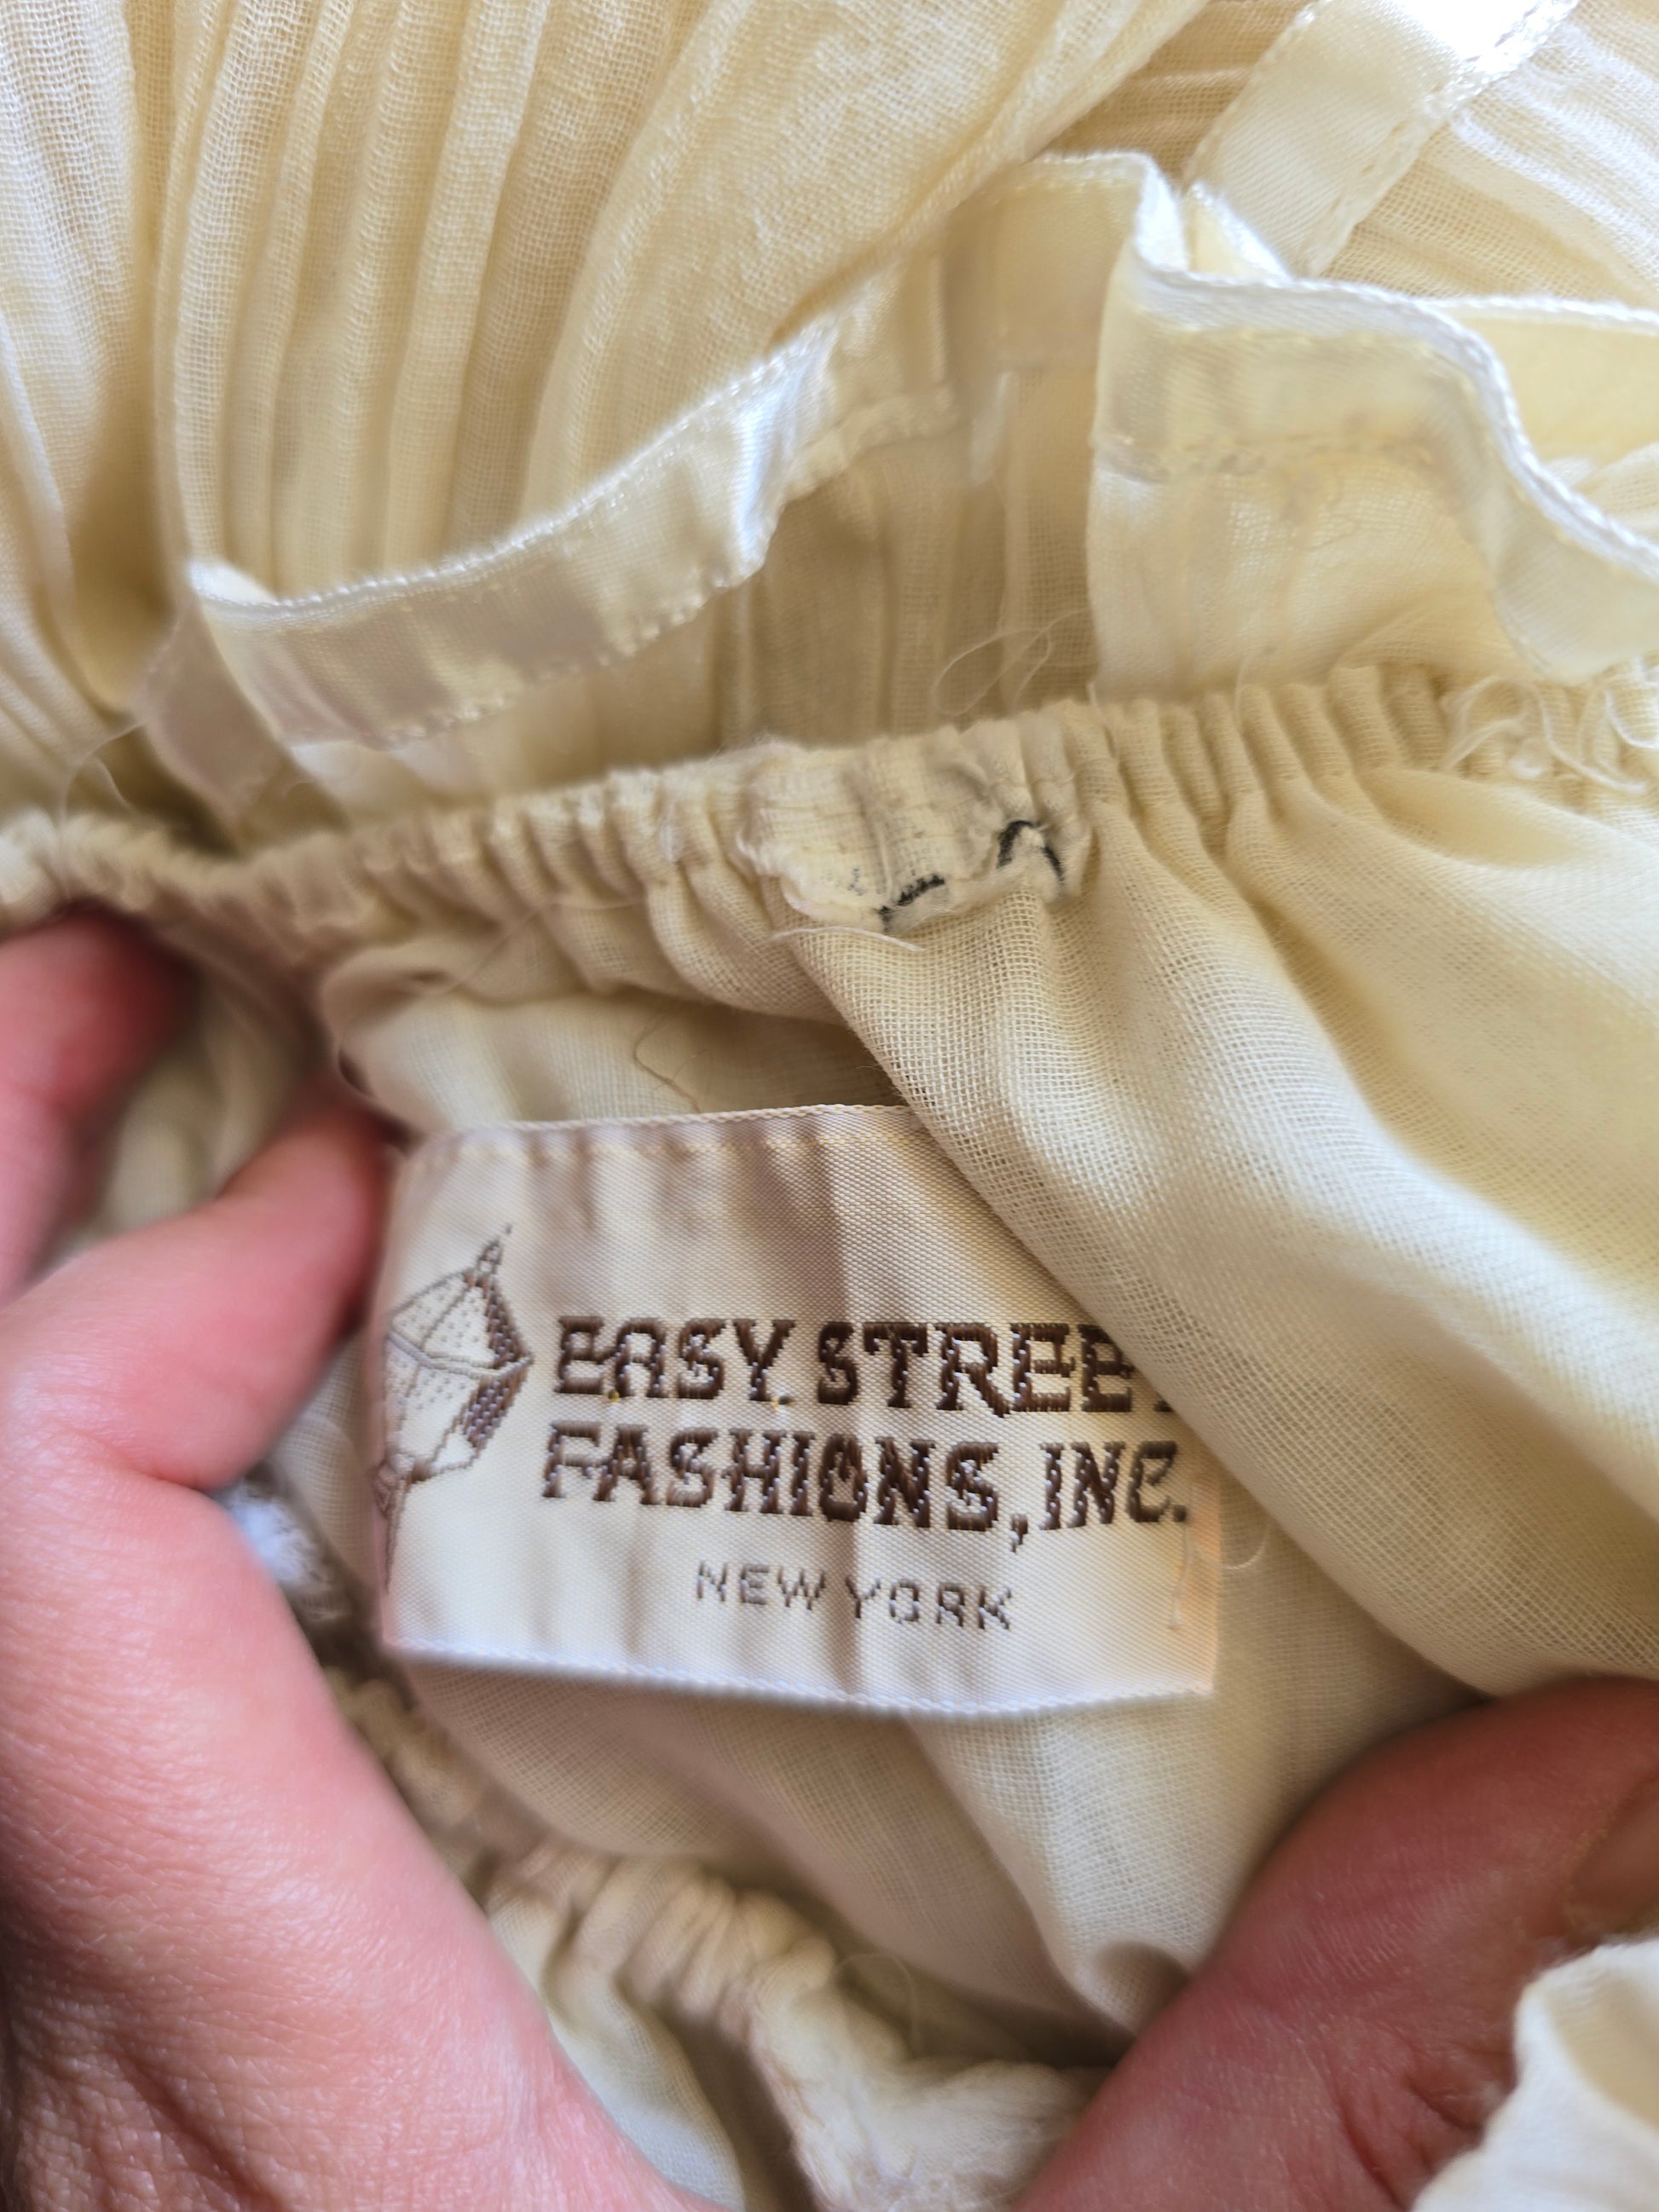 EASY STREET
FASHIONS, INC.
NEW YORK